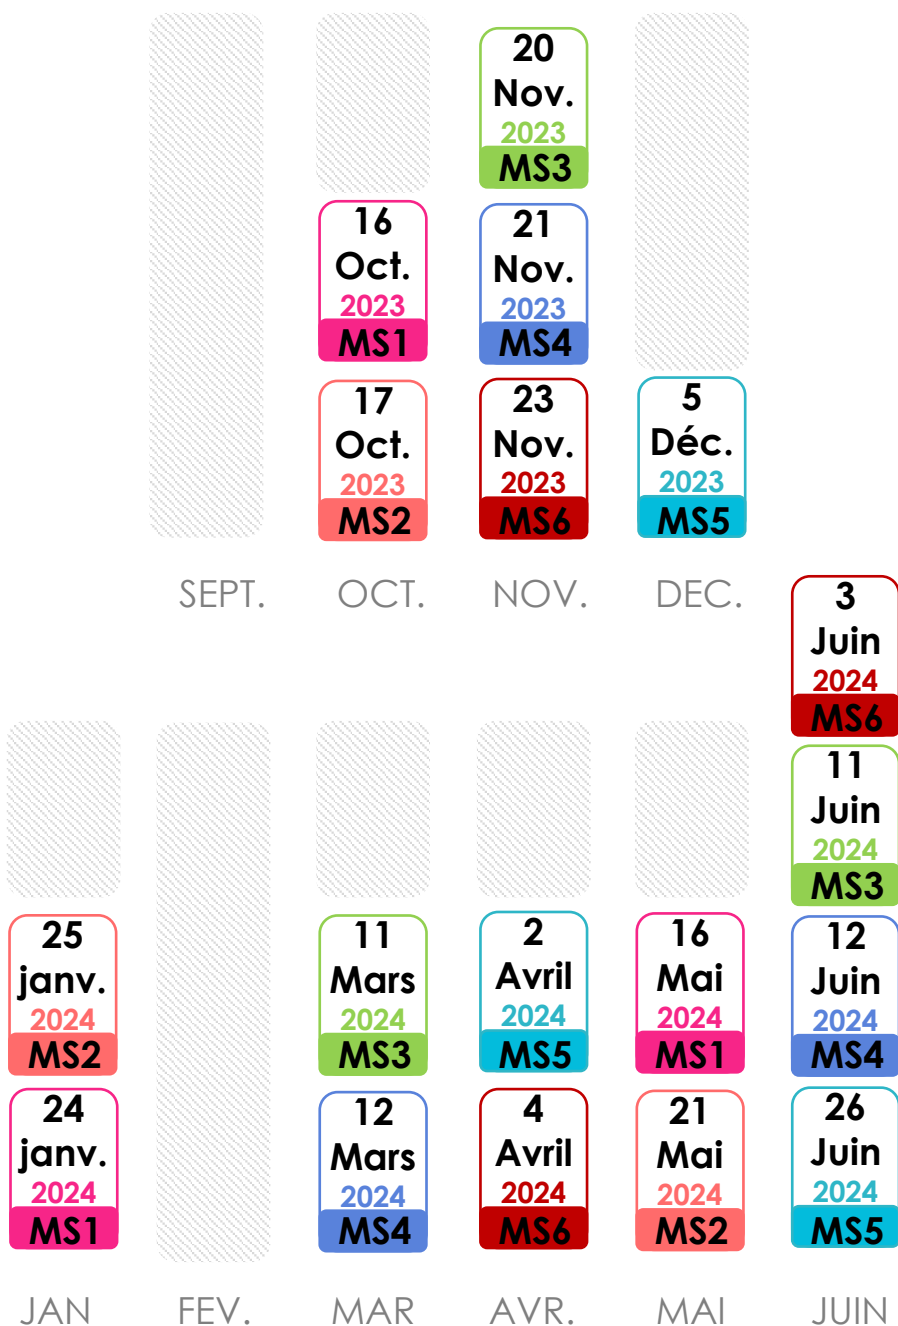 20
Nov.
2023
MS3
16
Oct.
2023
MS1
21
Nov.
2023
MS4
17
Oct.
2023
MS2
23
Nov.
2023
MS6
5
Déc.
2023
MS5
SEPT.
OCT.
NOV.
DEC.
3
Juin
2024
MS6
11
Juin
2024
MS3
25
janv.
2024
MS2
11
Mars
2024
MS3
2
Avril
2024
MS5
16
Mai
2024
MS1
12
Juin
2024
MS4
24
janv.
2024
MS1
12
Mars
2024
MS4
4
Avril
2024
MS6
21
Mai
2024
MS2
26
Juin
2024
MS5
JAN
FEV.
MAR
AVR.
MAI
JUIN